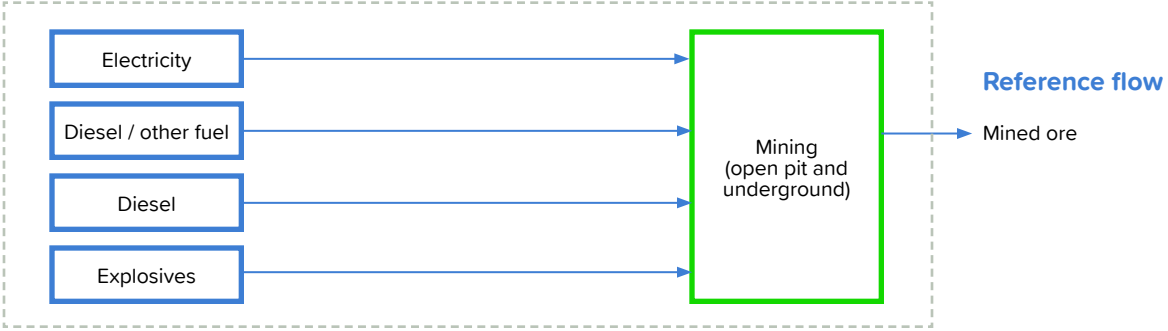 Electricity
Diesel / other fuel
Diesel
Explosives
Mining
(open pit and
underground)
Reference flow
Mined ore